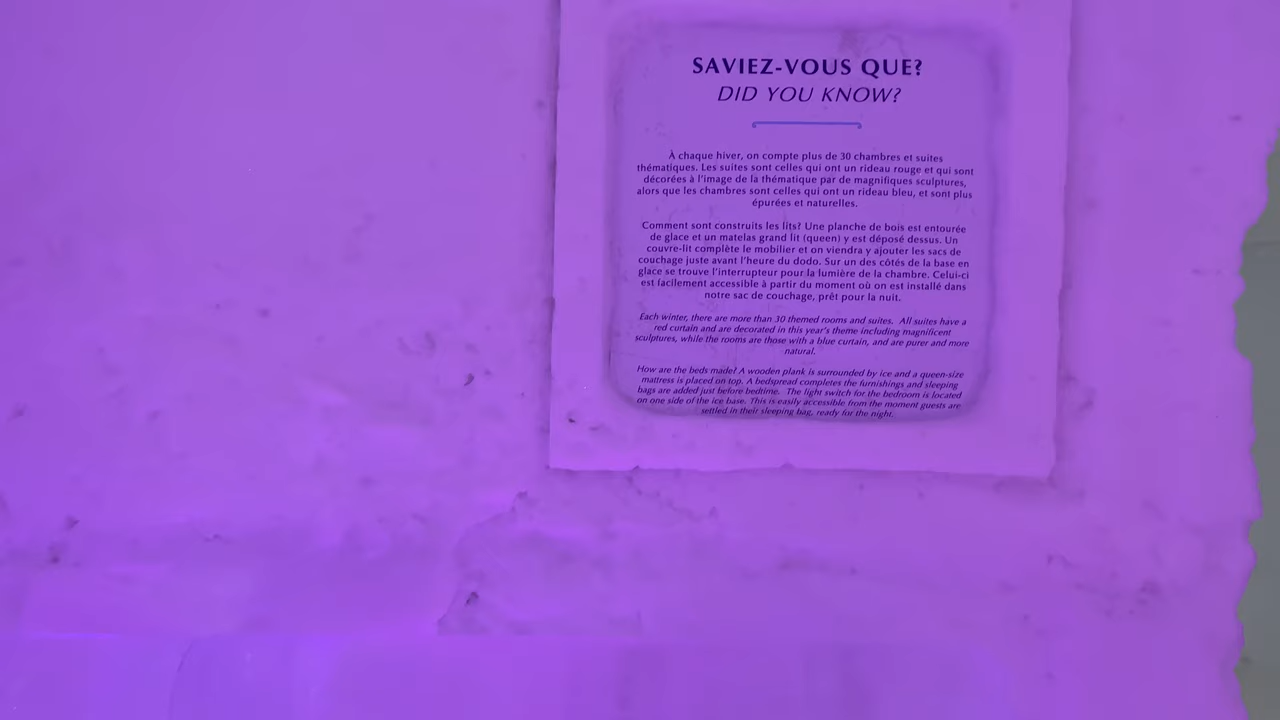 SAVIEZ-VOUS QUE?
DID YOU KNOW?
À chaque hiver, on compte plus de 30 chambres et suites
thématiques. Les suites sont celles qui ont un rideau rouge et qui sont
décorées à l'image de la thématique par de magnifiques sculptures,
alors que les chambres sont celles qui ont un rideau bleu, et sont plus
épurées et naturelles.
Comment sont construits les lits? Une planche de bois est entourée
de glace et un matelas grand lit (queen) y est déposé dessus. Un
couvre-lit complète le mobilier et on viendra y ajouter les sacs de
couchage juste avant l'heure du dodo. Sur un des côtés de la base en
glace se trouve l'interrupteur pour la lumière de la chambre. Celui-ci
est facilement accessible à partir du moment où on est installé dans
notre sac de couchage, prêt pour la nuit.
Each winter, there are more than 30 themed rooms and suites. All suites have a
red curtain and are decorated in this year's theme including magnificent
sculptures, while the rooms are those with a blue curtain, and are purer and more
natural.
How are the beds made? A wooden plank is surrounded by ice and a queen-size
mattress is placed on top. A bedspread completes the furnishings and sleeping
bags are added just before bedtime. The light switch for the bedroom is located
on one side of the ice base. This is easily accessible from the moment guests are
settled in their sleeping bag, ready for the night.